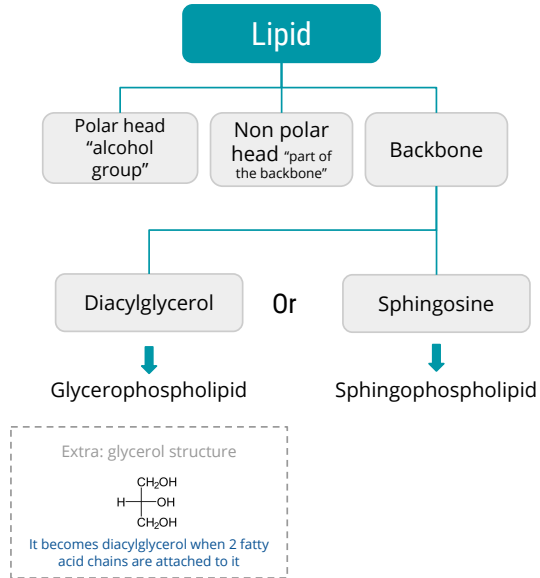 Lipid
Polar head
“alcohol
group”
Non polar
head “part of
the backbone”
Backbone
Diacylglycerol
Or
Sphingosine
Glycerophospholipid
Sphingophospholipid
Extra: glycerol structure
CH₂OH
H OH
CH₂OH
It becomes diacylglycerol when 2 fatty
acid chains are attached to it